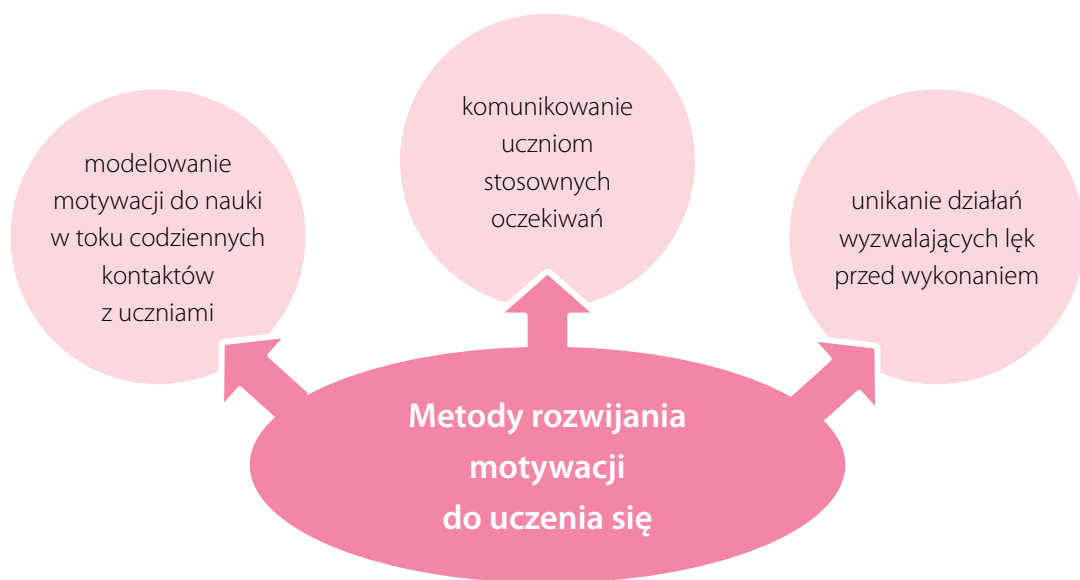 modelowanie
motywacji do nauki
w toku codziennych
kontaktów
z uczniami
komunikowanie
uczniom
stosownych
oczekiwań
unikanie działań
wyzwalających lęk
przed wykonaniem
Metody rozwijania
motywacji
do uczenia się